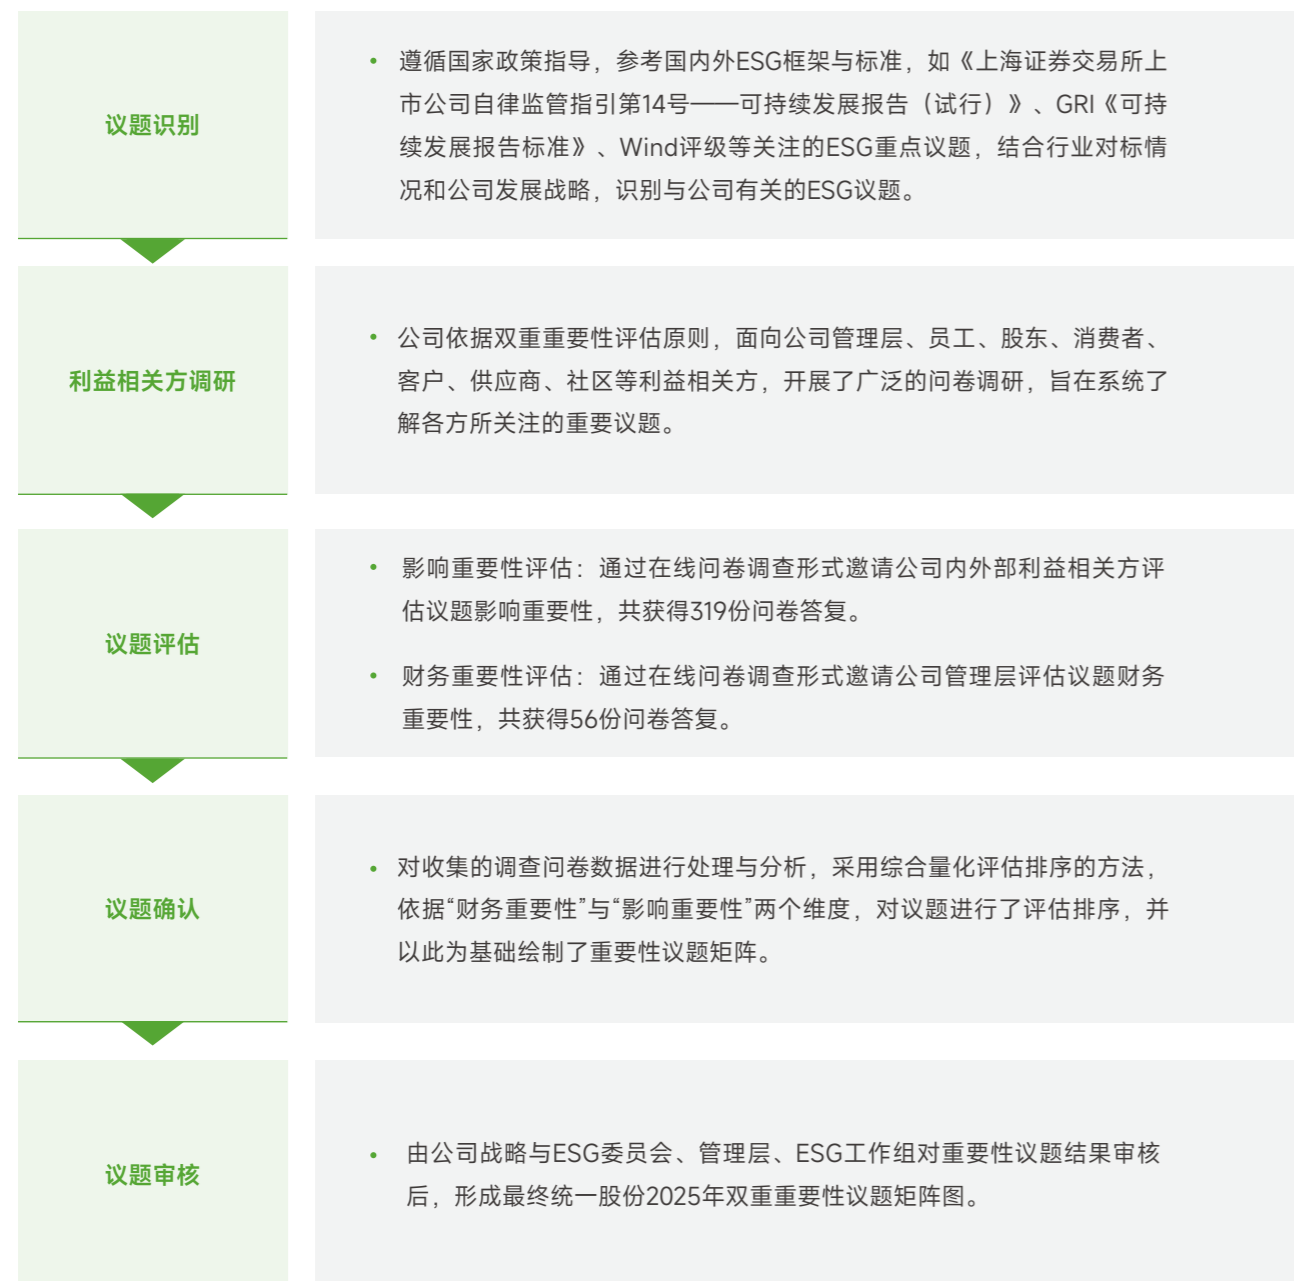 议题识别
• 遵循国家政策指导，参考国内外ESG框架与标准，如《上海证券交易所上
市公司自律监管指引第14号——可持续发展报告（试行）》、GRI《可持
续发展报告标准》、Wind评级等关注的ESG重点议题，结合行业对标情
况和公司发展战略，识别与公司有关的ESG议题。
利益相关方调研
• 公司依据双重重要性评估原则，面向公司管理层、员工、股东、消费者、
客户、供应商、社区等利益相关方，开展了广泛的问卷调研，旨在系统了
解各方所关注的重要议题。
议题评估
• 影响重要性评估：通过在线问卷调查形式邀请公司内外部利益相关方评
估议题影响重要性，共获得319份问卷答复。
• 财务重要性评估：通过在线问卷调查形式邀请公司管理层评估议题财务
重要性，共获得56份问卷答复。
议题确认
• 对收集的调查问卷数据进行处理与分析，采用综合量化评估排序的方法，
依据“财务重要性”与“影响重要性”两个维度，对议题进行了评估排序，并
以此为基础绘制了重要性议题矩阵。
议题审核
• 由公司战略与ESG委员会、管理层、ESG工作组对重要性议题结果审核
后，形成最终统一股份2025年双重重要性议题矩阵图。